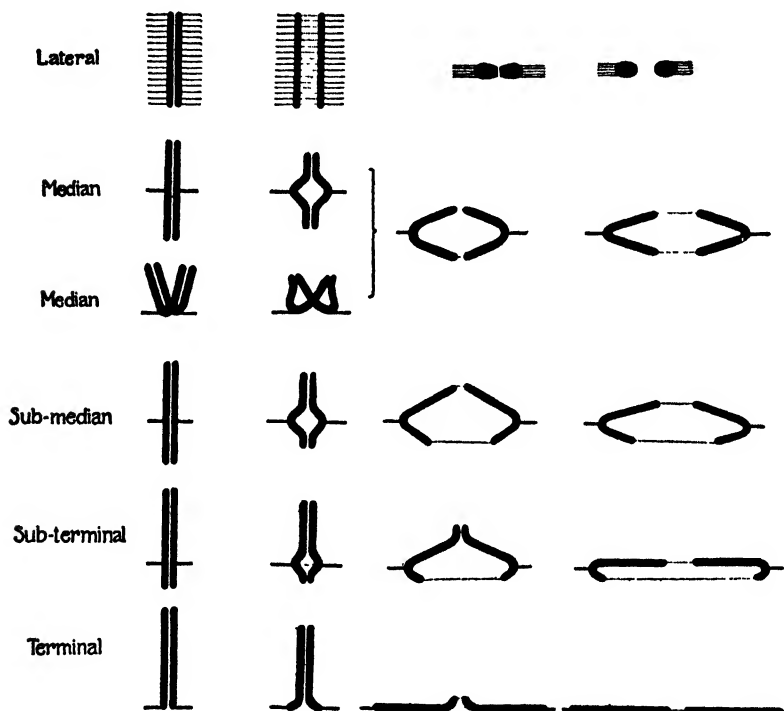 Lateral
Median
Median
Sub-median
Sub-terminal
Terminal